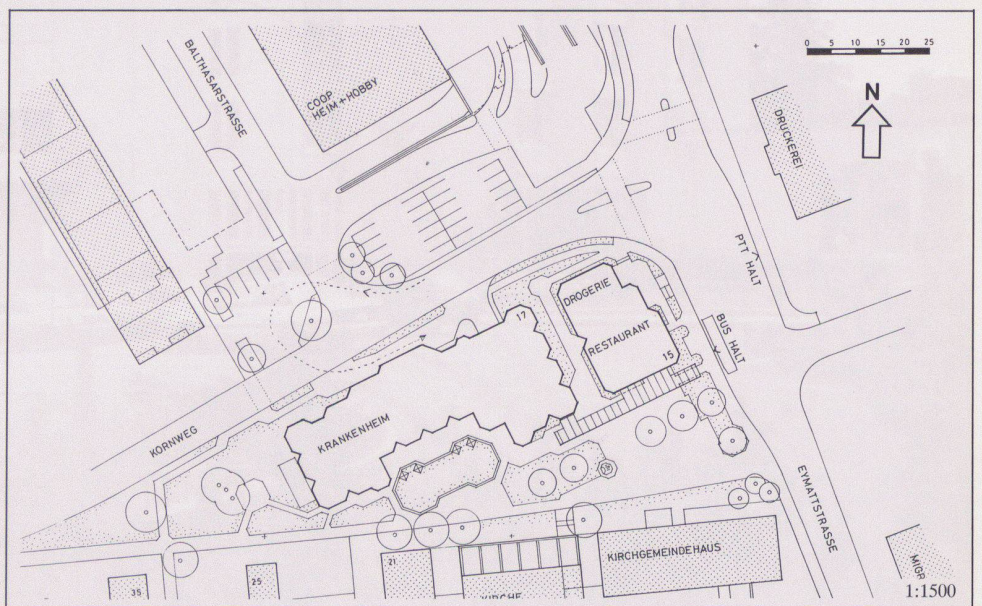 BALTHASARSTRASSE
COOP
HEIM + HOBBY
0 5 10 15 20 25
N
DRUCKEREI
PTT HALT
BUS HALT
DROGERIE
RESTAURANT
17
15
KRANKENHEIM
KORNWEG
EYMATTSTRASSE
KIRCHGEMEINDEHAUS
KIRCHE
21
25
35
MIGR
1:1500